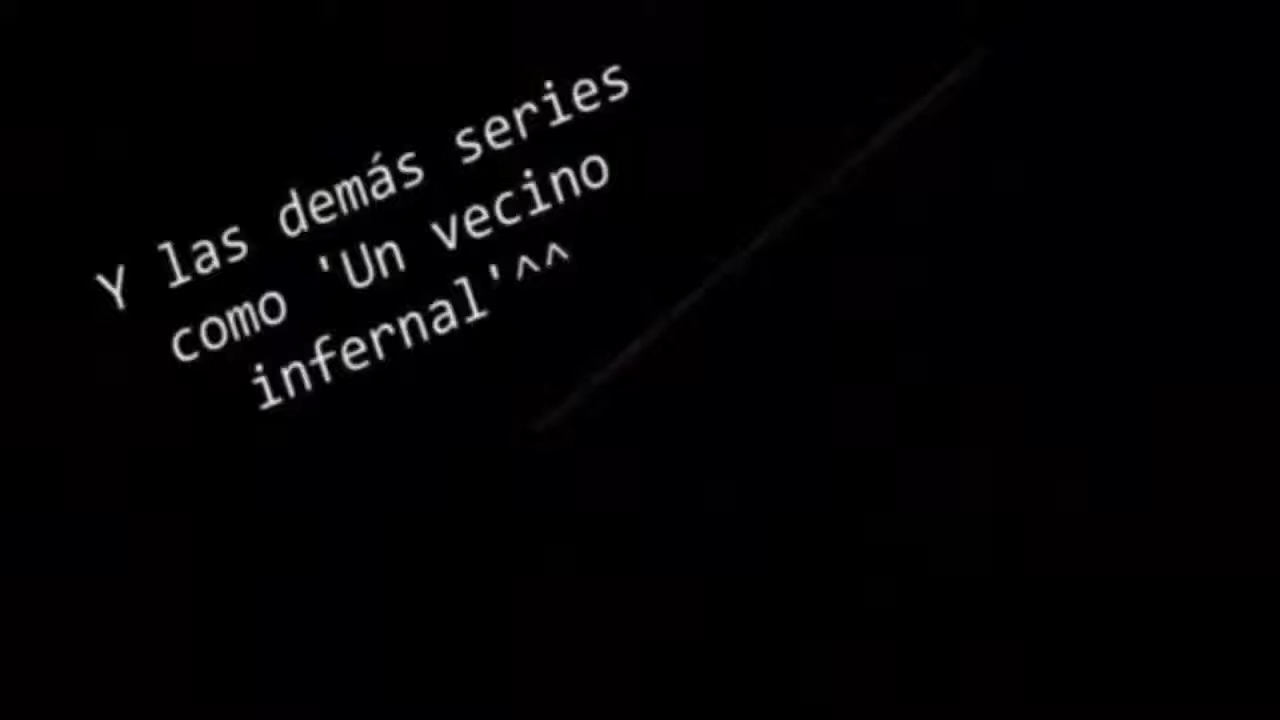 Y las demás series
como 'Un vecino
infernal'^^